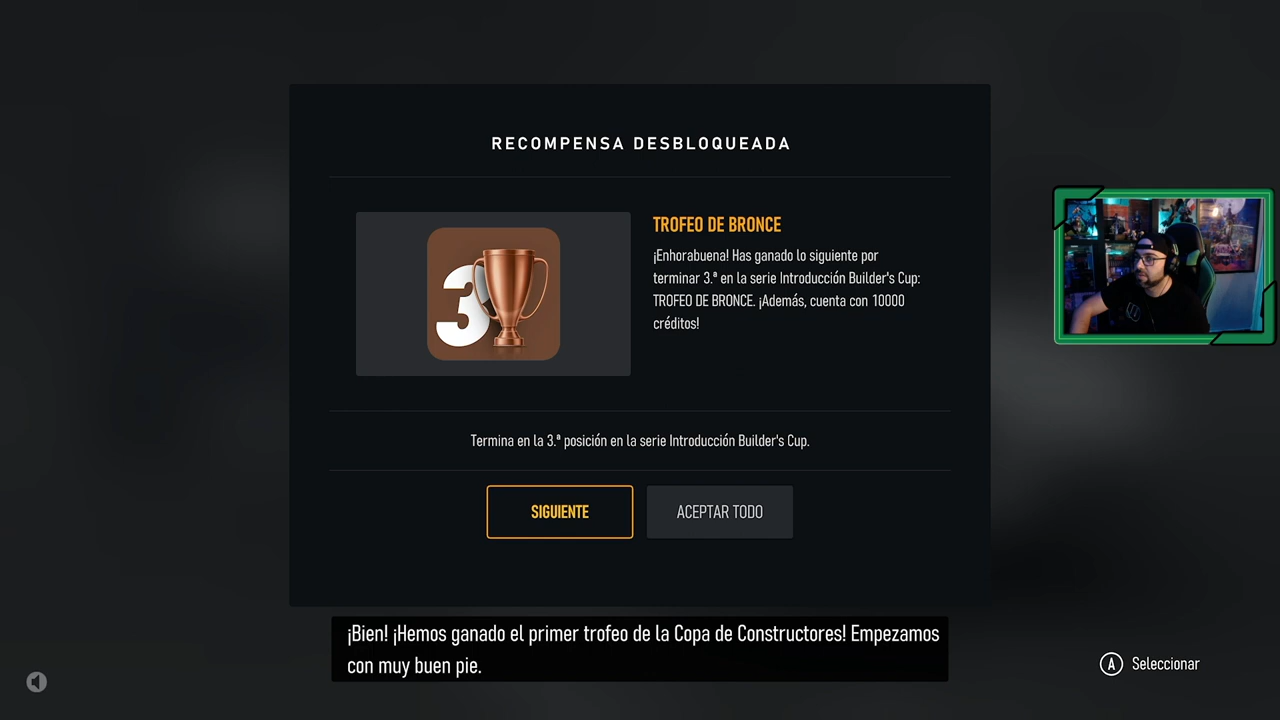 RECOMPENSA DESBLOQUEADA
3
TROFEO DE BRONCE
¡Enhorabuena! Has ganado lo siguiente por
terminar 3.ª en la serie Introducción Builder's Cup:
TROFEO DE BRONCE. ¡Además, cuenta con 10000
créditos!
Termina en la 3.ª posición en la serie Introducción Builder's Cup.
SIGUIENTE
ACEPTAR TODO
¡Bien! ¡Hemos ganado el primer trofeo de la Copa de Constructores! Empezamos
con muy buen pie.
A Seleccionar